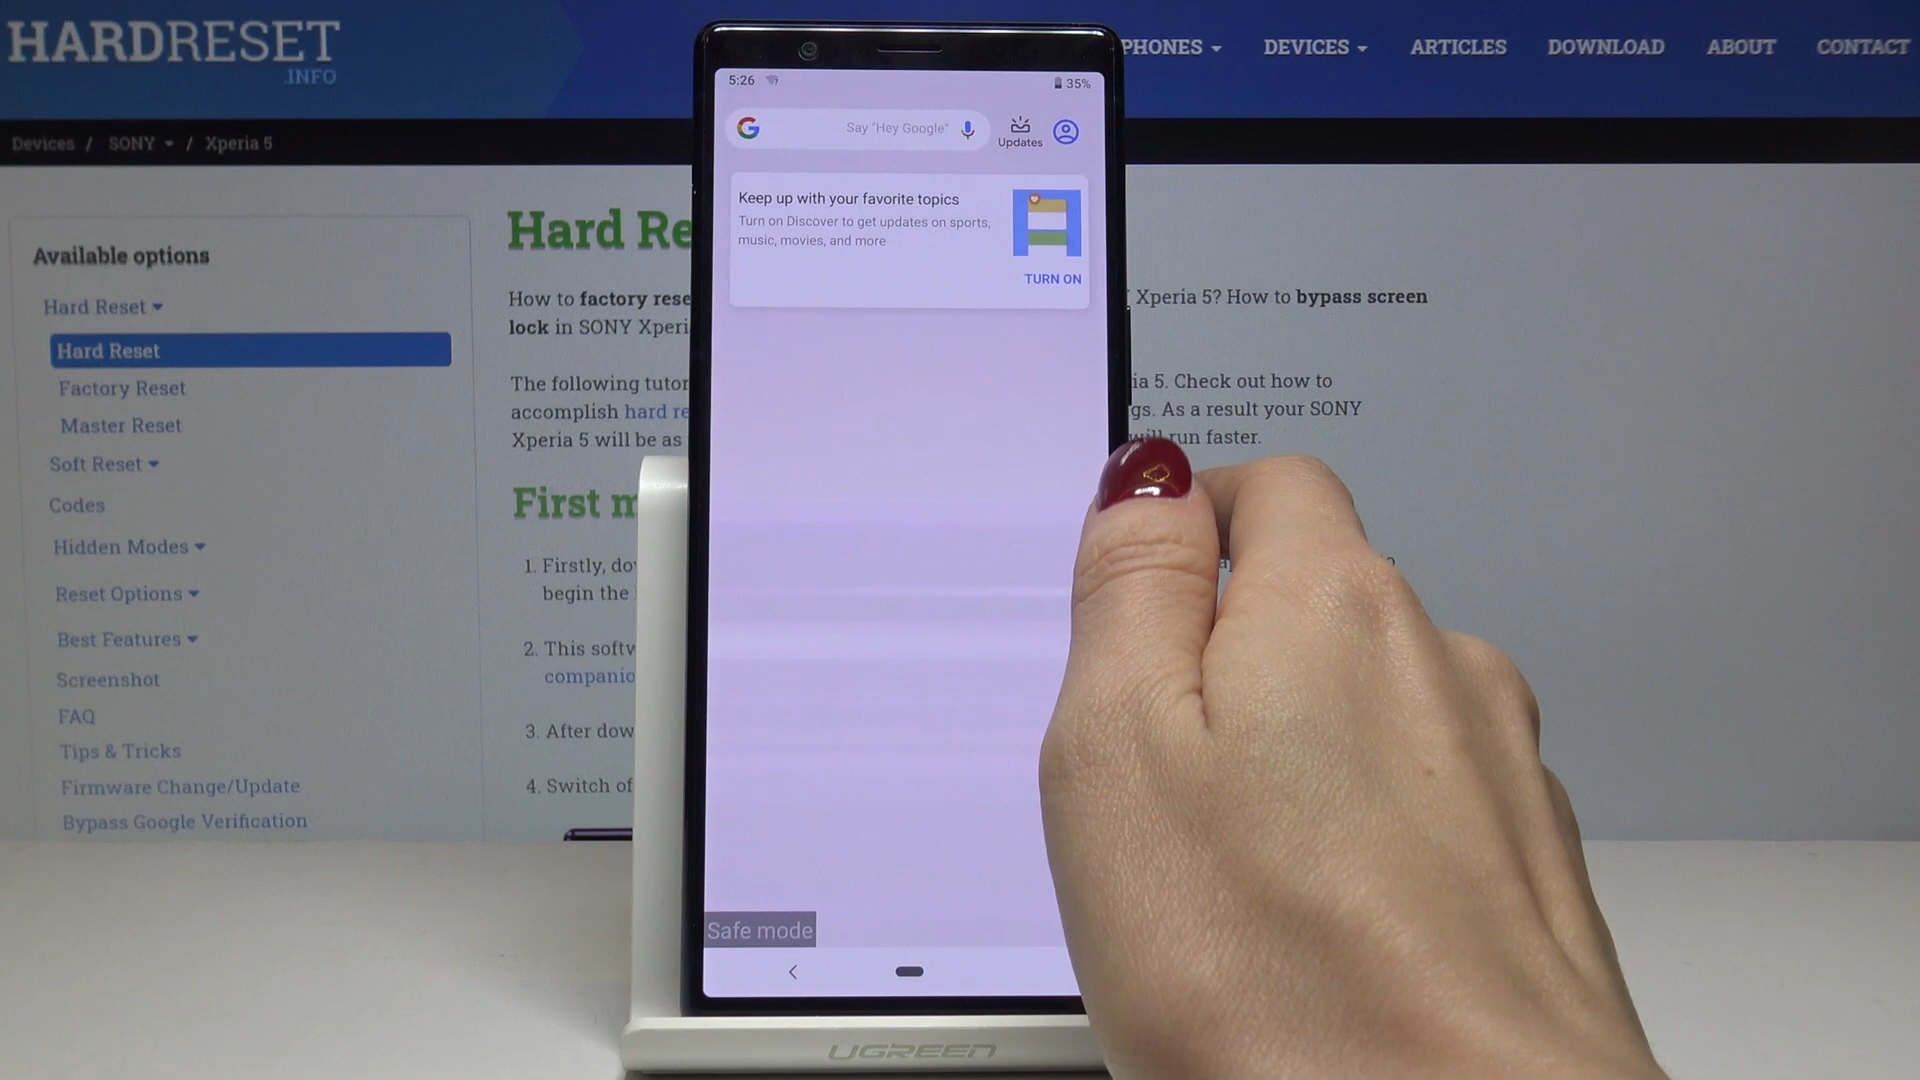 HARDRESET
.INFO
PHONES DEVICES ARTICLES DOWNLOAD ABOUT CONTACT
Devices / SONY / Xperia 5
Available options
Hard Reset
Hard Reset
Factory Reset
Master Reset
Soft Reset
Codes
Hidden Modes
Reset Options
Best Features
Screenshot
FAQ
Tips & Tricks
Firmware Change/Update
Bypass Google Verification
Hard Re
How to factory rese
lock in SONY Xperi
Xperia 5? How to bypass screen
The following tutor
accomplish hard re
Xperia 5 will be as
ia 5. Check out how to
gs. As a result your SONY
will run faster.
First m
1. Firstly, do
begin the
2. This softw
companio
3. After dow
4. Switch of
5:26 35%
Say "Hey Google"
Updates
Keep up with your favorite topics
Turn on Discover to get updates on sports,
music, movies, and more
TURN ON
Safe mode
UGREEN